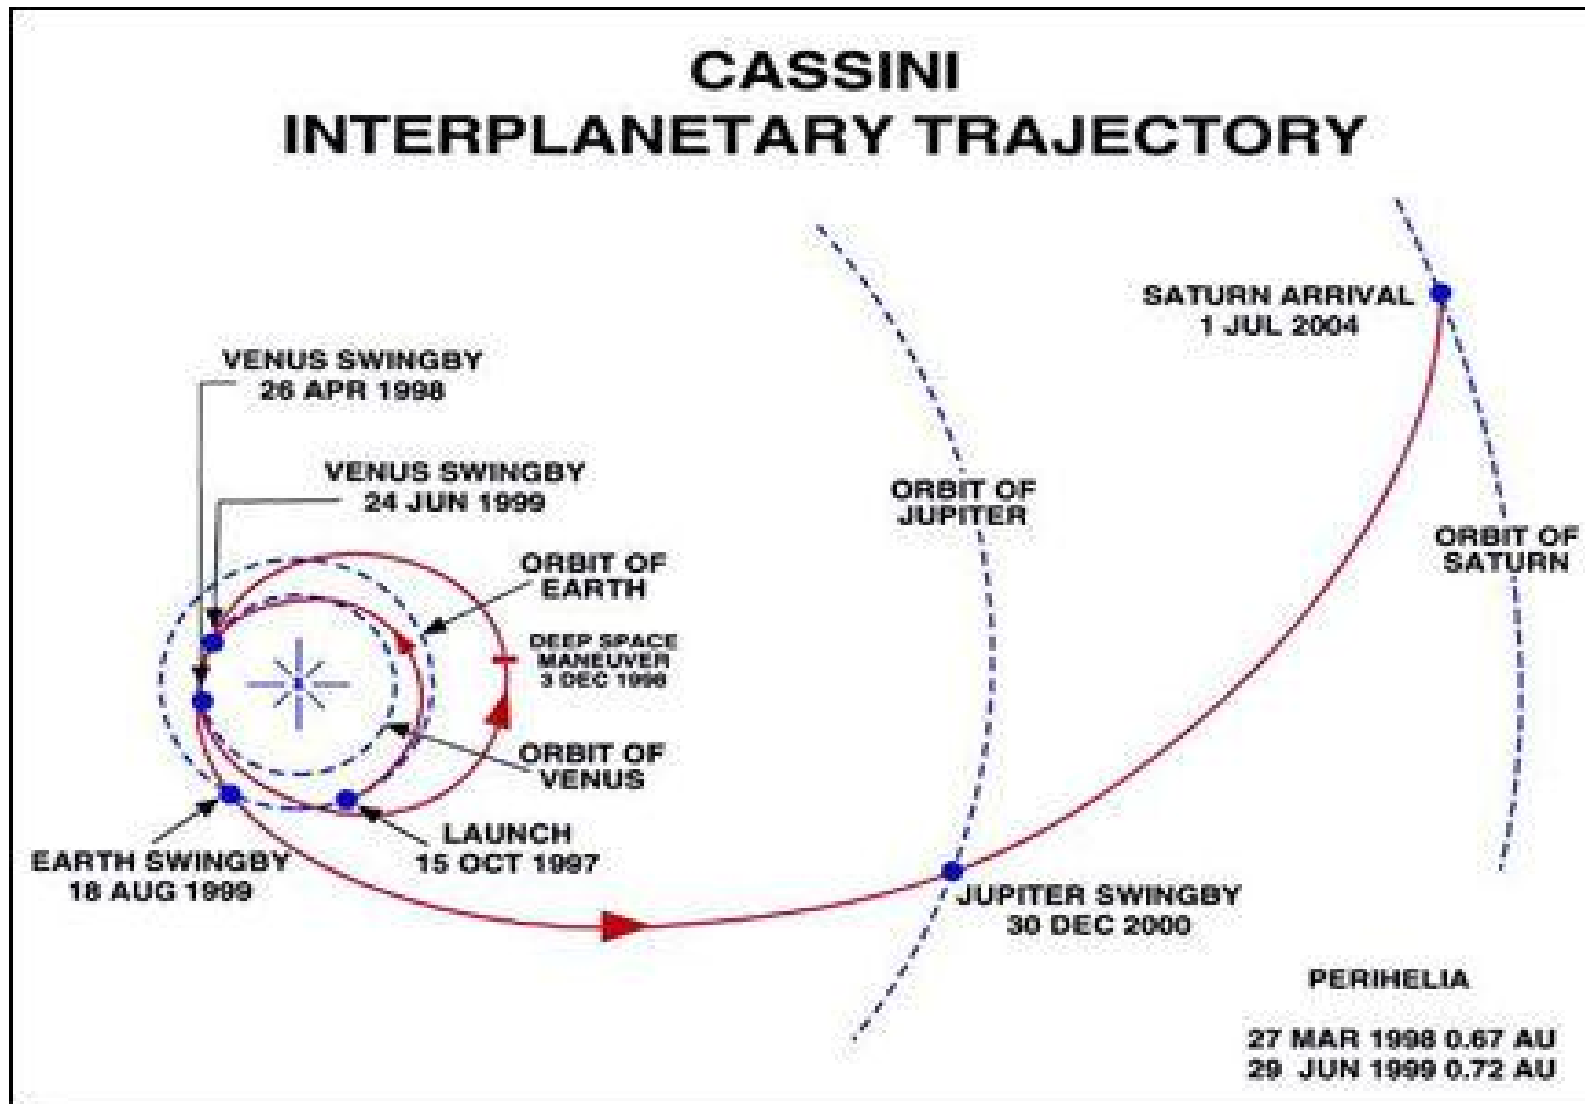 CASSINI
INTERPLANETARY TRAJECTORY
SATURN ARRIVAL
1 JUL 2004
VENUS SWINGBY
26 APR 1998
VENUS SWINGBY
24 JUN 1999
ORBIT OF
JUPITER
ORBIT OF
SATURN
ORBIT OF
EARTH
DEEP SPACE
MANEUVER
3 DEC 1998
ORBIT OF
VENUS
LAUNCH
15 OCT 1997
EARTH SWINGBY
18 AUG 1999
JUPITER SWINGBY
30 DEC 2000
PERIHELIA
27 MAR 1998 0.67 AU
29 JUN 1999 0.72 AU